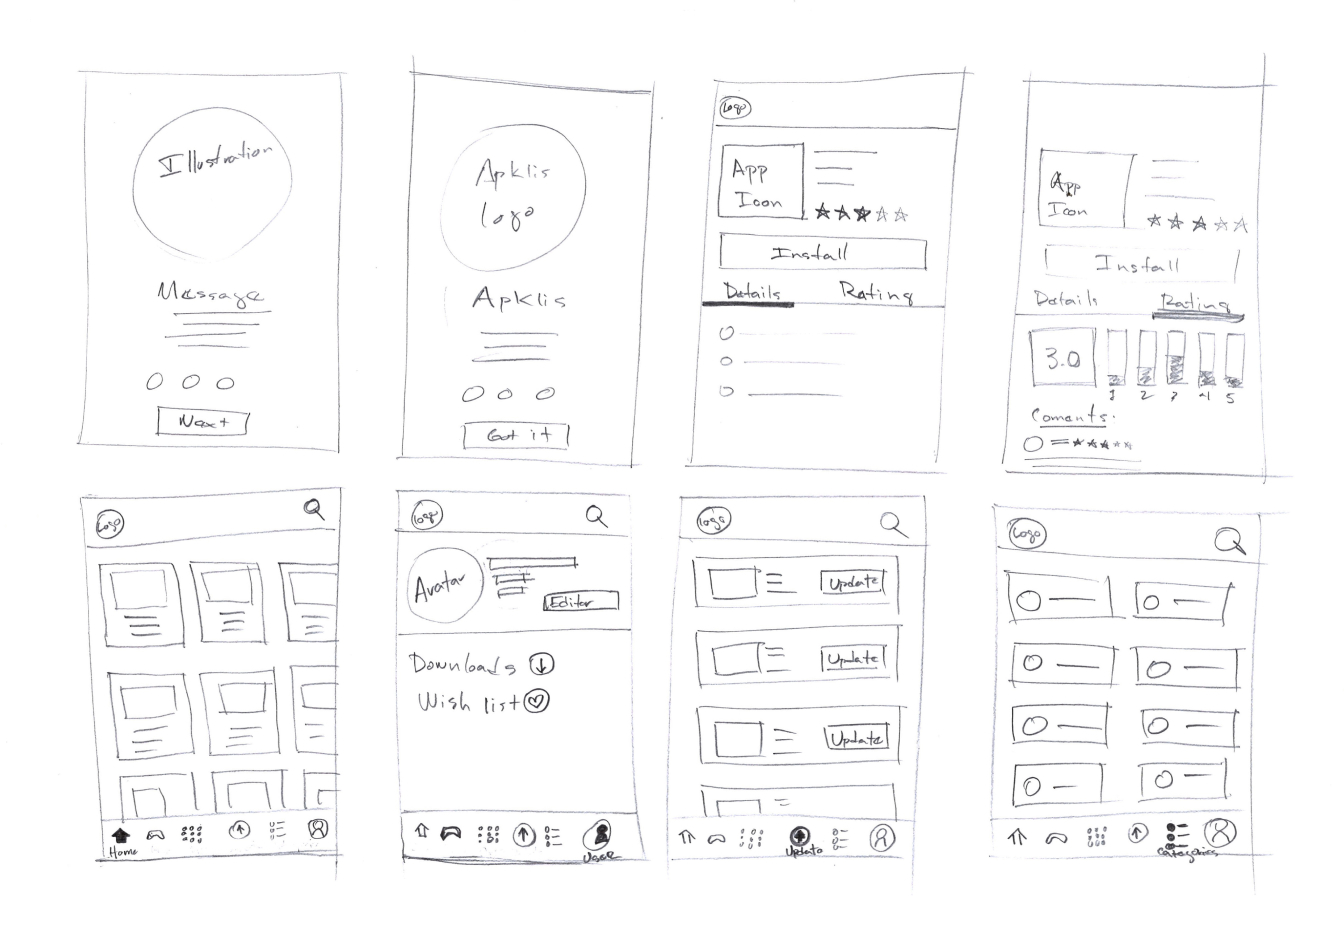 Illustration
Message
Next
Apklis
logo
Apklis
Got it
Logo
App
Icon
Install
Details Rating
App
Icon
Install
Details Rating
3.0
1 2 3 4 5
Coments.
Logo
Home
Logo
Avatar
Editar
Downloads
Wish list
User
logo
Update
Update
Update
Update
Logo
Categories